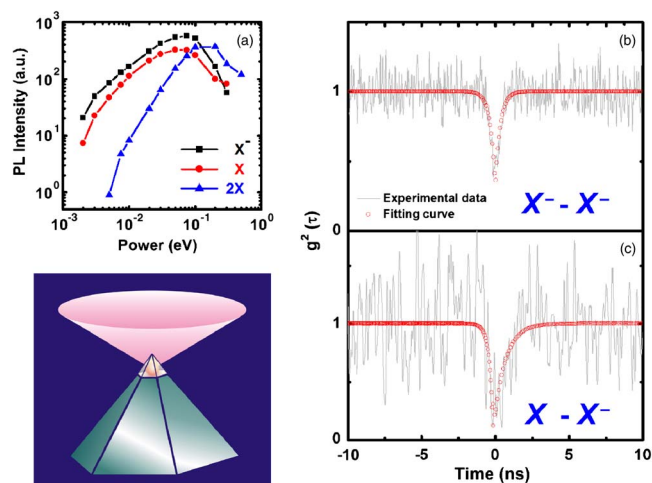 (a)
PL Intensity (a.u.)
10³
10²
10¹
10⁰
X⁻
X
2X
10⁻³ 10⁻² 10⁻¹ 10⁰
Power (eV)
(b)
1
Experimental data
Fitting curve
X⁻ - X⁻
0
g² (τ)
(c)
1
X - X⁻
0
-10 -5 0 5 10
Time (ns)